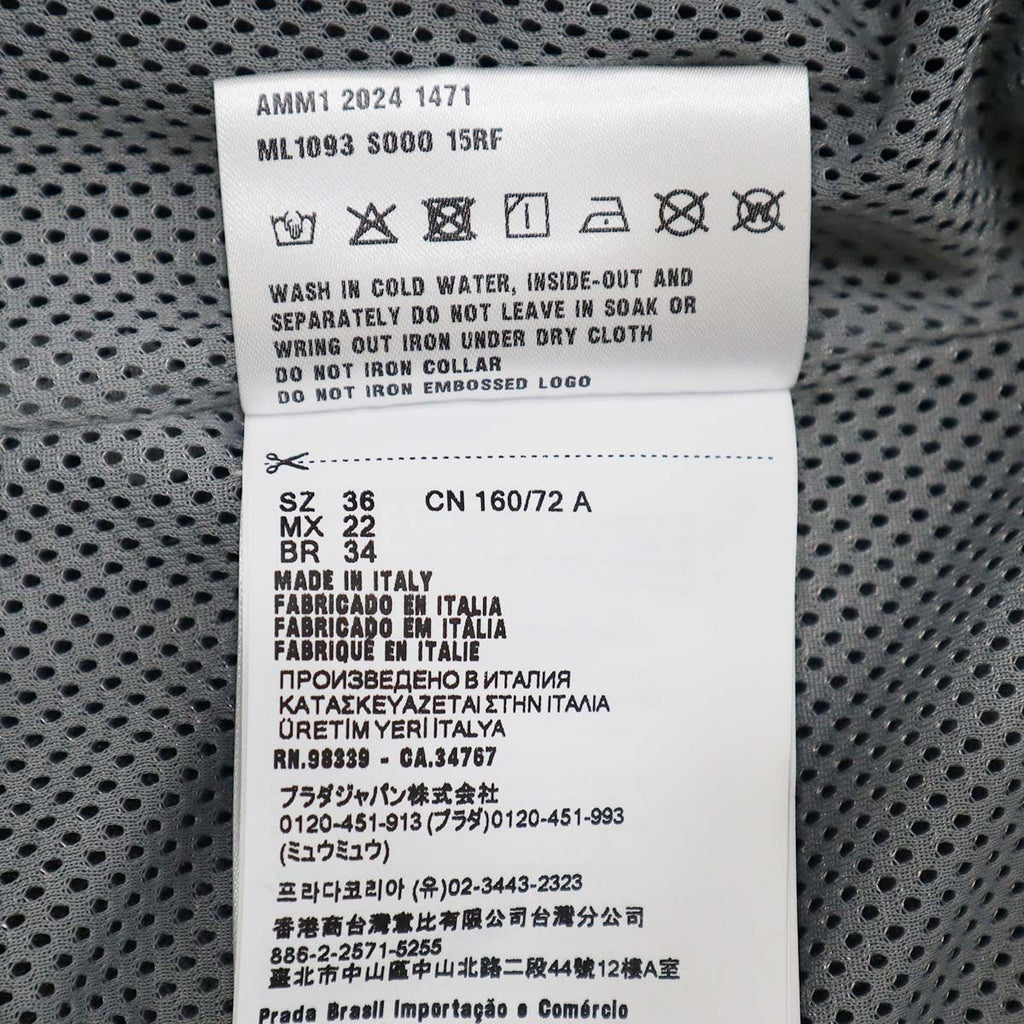 AMM1 2024 1471
ML1093 S000 15RF
WASH IN COLD WATER, INSIDE-OUT AND
SEPARATELY DO NOT LEAVE IN SOAK OR
WRING OUT IRON UNDER DRY CLOTH
DO NOT IRON COLLAR
DO NOT IRON EMBOSSED LOGO
SZ 36 CN 160/72 A
MX 22
BR 34
MADE IN ITALY
FABRICADO EN ITALIA
FABRICADO EM ITÁLIA
FABRIQUÉ EN ITALIE
ПРОИЗВЕДЕНО В ИТАЛИЯ
ΚΑΤΑΣΚΕΥΑΖΕΤΑΙ ΣΤΗΝ ΙΤΑΛΙΑ
ÜRETİM YERİ İTALYA
RN.98339 - CA.34767
プラダジャパン株式会社
0120-451-913 (プラダ)0120-451-993
(ミュウミュウ)
프라다코리아 (유)02-3443-2323
香港商台灣意比有限公司台灣分公司
886-2-2571-5255
臺北市中山區中山北路二段44號12樓A室
Prada Brasil Importação e Comércio